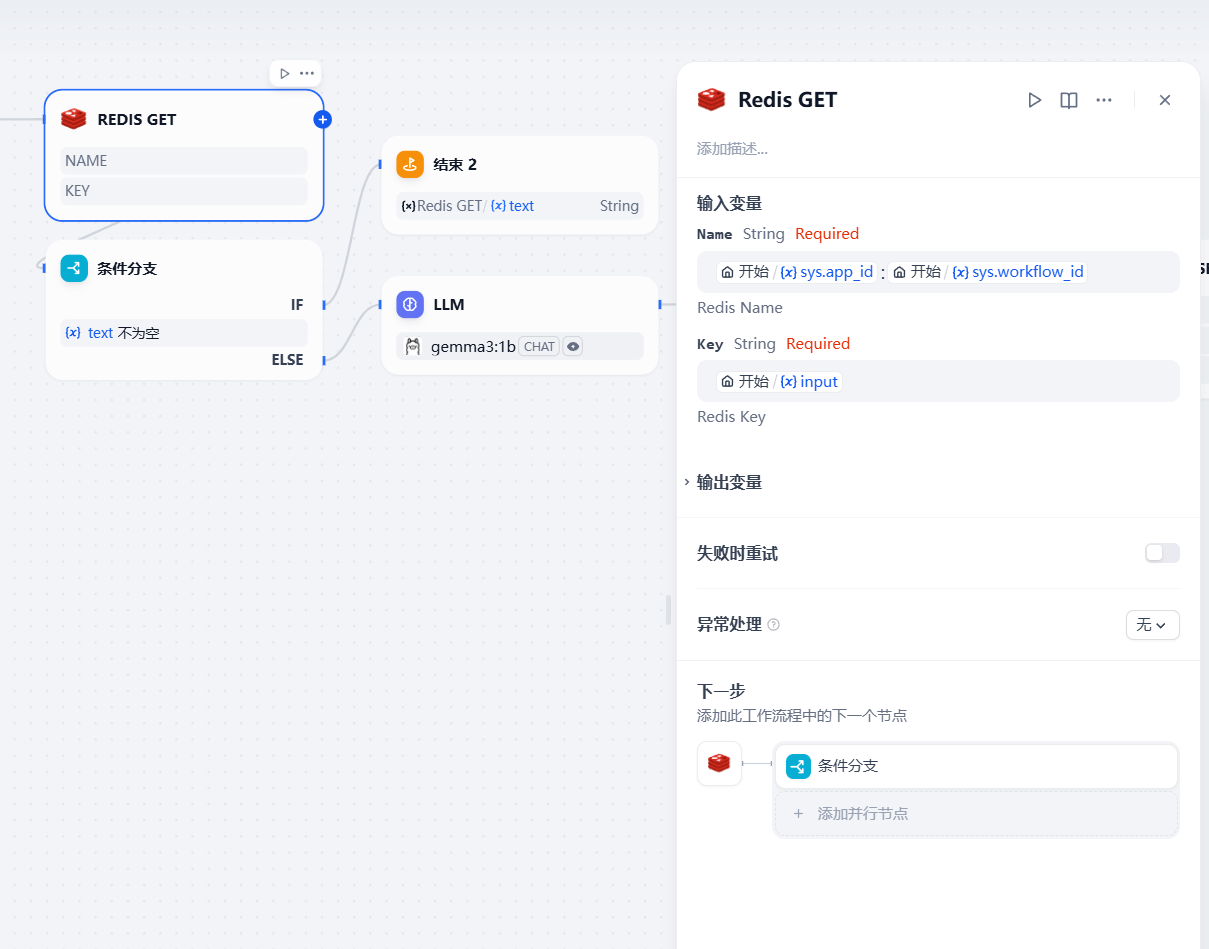 REDIS GET
NAME
KEY
条件分支
IF
text 不为空
ELSE
结束 2
Redis GET/ {x} text String
LLM
gemma3:1b CHAT
Redis GET
添加描述...
输入变量
Name String Required
开始 / {x} sys.app_id : 开始 / {x} sys.workflow_id
Redis Name
Key String Required
开始 / {x} input
Redis Key
输出变量
失败时重试
异常处理
无
下一步
添加此工作流程中的下一个节点
条件分支
+ 添加并行节点